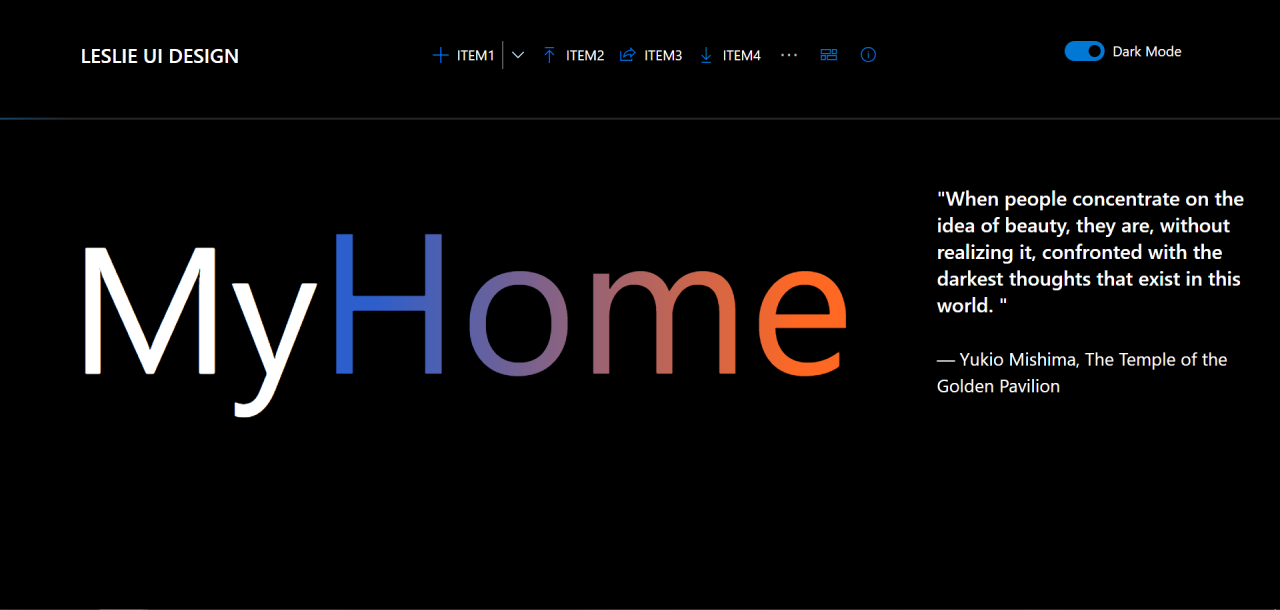 LESLIE UI DESIGN
ITEM1 ITEM2 ITEM3 ITEM4 ···
Dark Mode
MyHome
"When people concentrate on the
idea of beauty, they are, without
realizing it, confronted with the
darkest thoughts that exist in this
world. "
— Yukio Mishima, The Temple of the
Golden Pavilion